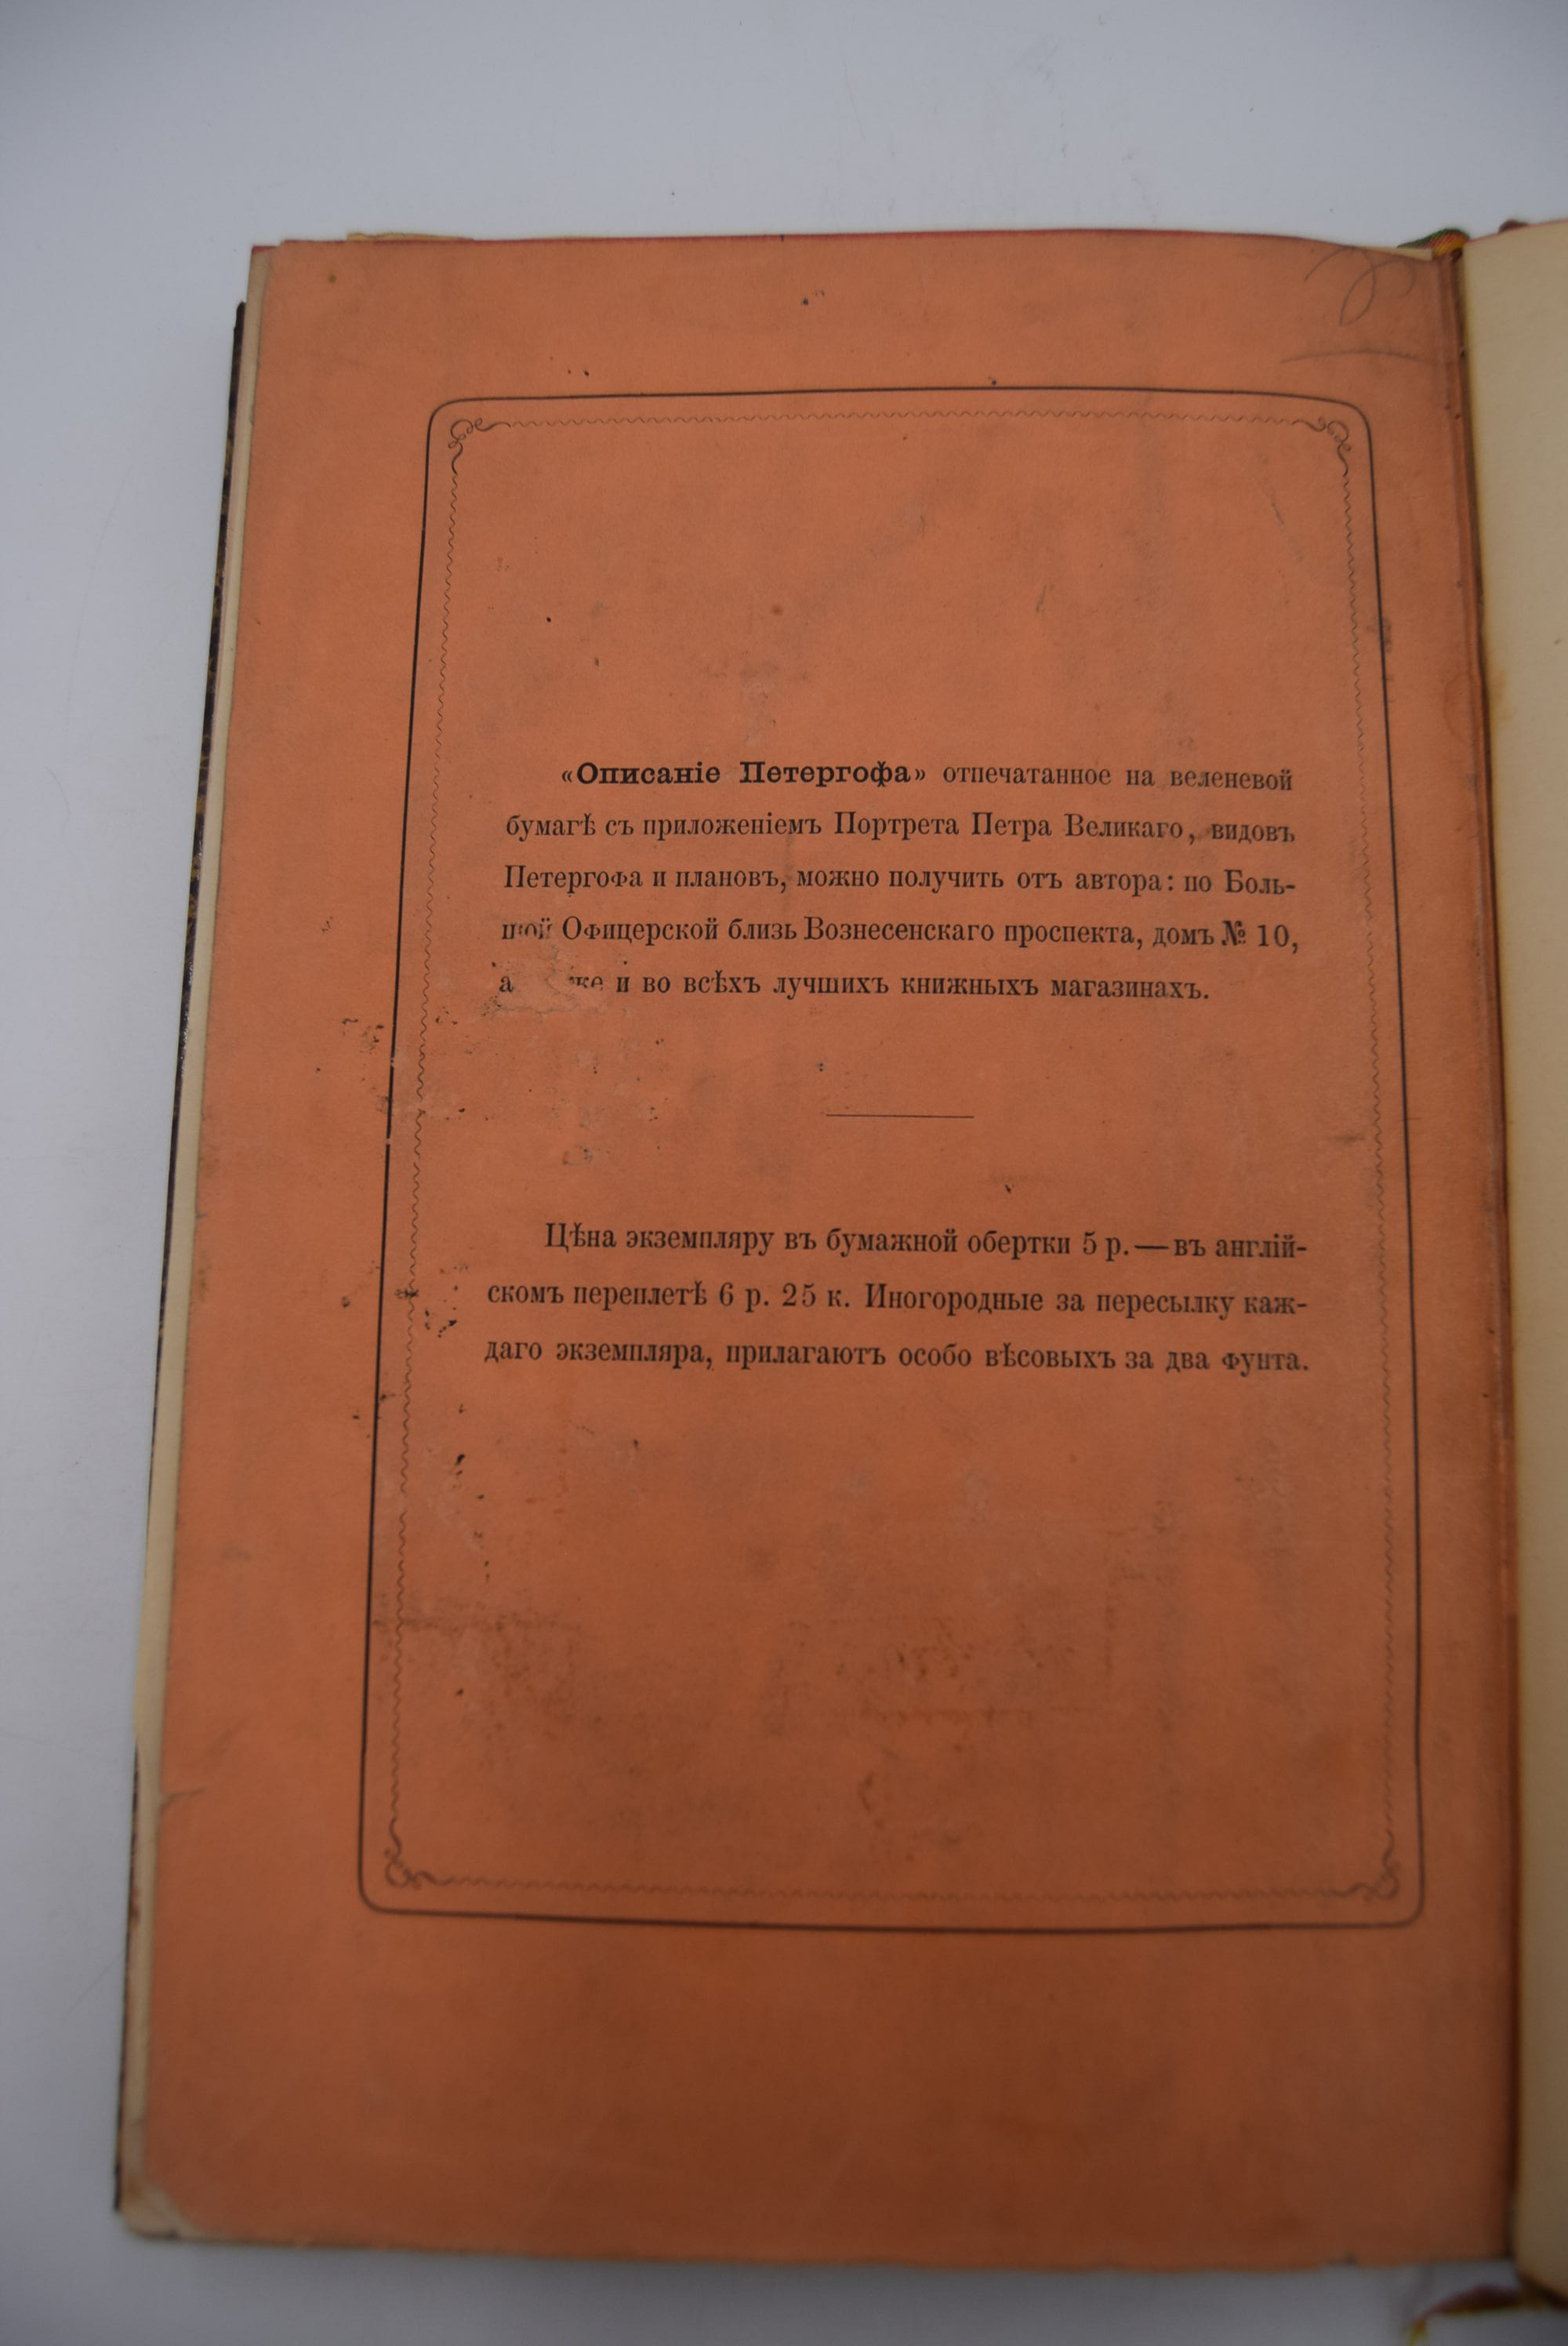 «Описаніе Петергофа» отпечатанное на веленевой
бумагѣ съ приложеніемъ Портрета Петра Великаго, видовъ
Петергофа и плановъ, можно получить отъ автора: по Боль-
шой Офицерской близь Вознесенскаго проспекта, домъ № 10,
а и во всѣхъ лучшихъ книжныхъ магазинахъ.
Цѣна экземпляру въ бумажной обертки 5 р. — въ англій-
скомъ переплетѣ 6 р. 25 к. Иногородные за пересылку каж-
даго экземпляра, прилагаютъ особо вѣсовыхъ за два фунта.